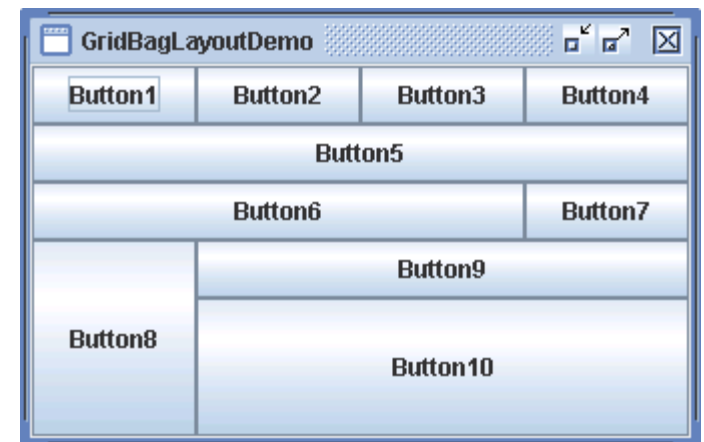 GridBagLayoutDemo
Button1 Button2 Button3 Button4
Button5
Button6 Button7
Button9
Button8
Button10